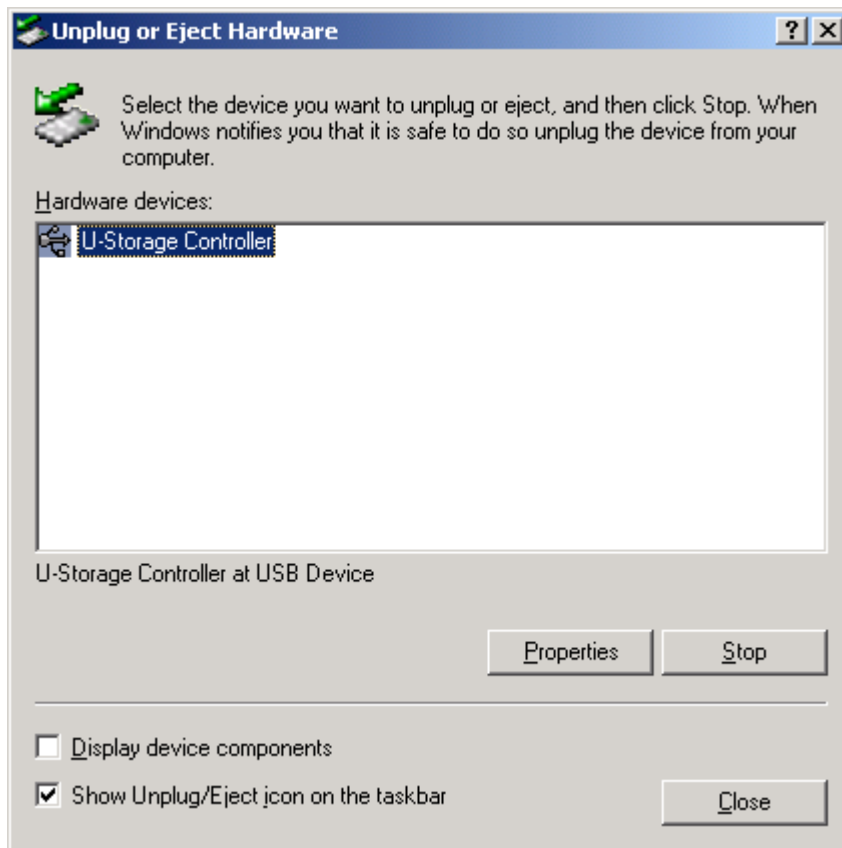 Unplug or Eject Hardware
Select the device you want to unplug or eject, and then click Stop. When
Windows notifies you that it is safe to do so unplug the device from your
computer.
Hardware devices:
U-Storage Controller
U-Storage Controller at USB Device
Properties
Stop
Display device components
Show Unplug/Eject icon on the taskbar
Close